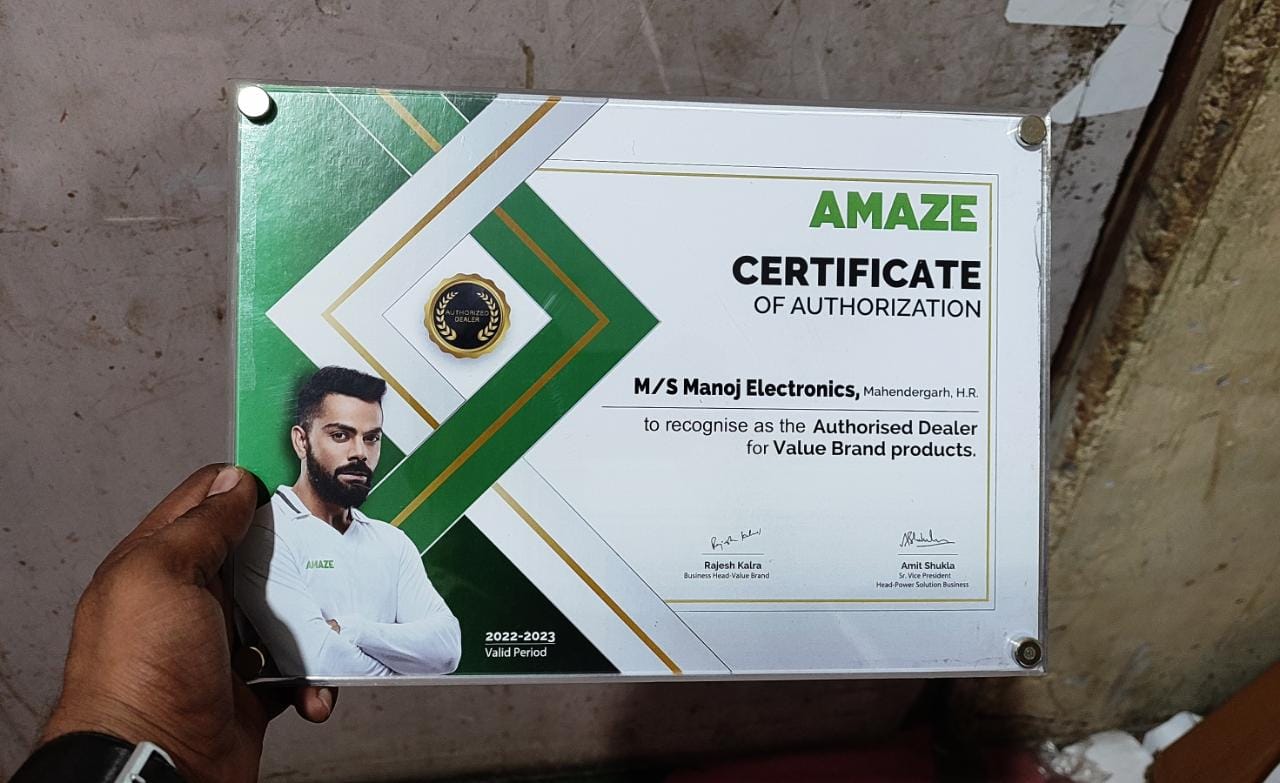 AMAZE
CERTIFICATE
OF AUTHORIZATION
AUTHORIZED
DEALER
M/S Manoj Electronics, Mahendergarh, H.R.
to recognise as the Authorised Dealer
for Value Brand products.
Rajesh Kalra
Business Head-Value Brand
Amit Shukla
Sr. Vice President
Head-Power Solution Business
AMAZE
2022-2023
Valid Period